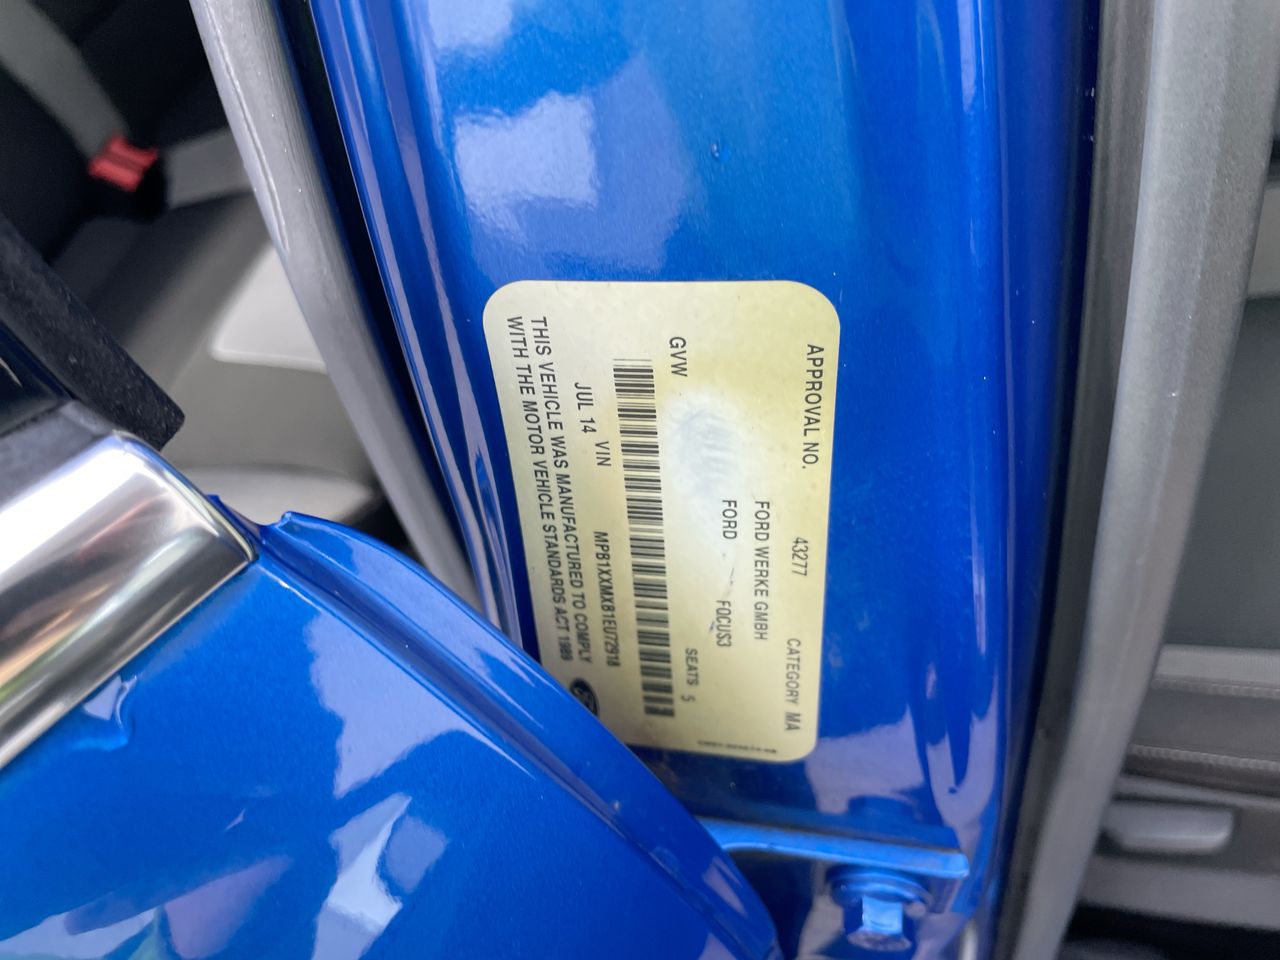 APPROVAL NO. 43277 CATEGORY MA
FORD WERKE GMBH
FORD FOCUS3
GVW SEATS 5
JUL 14 VIN MPB1XXMXB1EU72918
THIS VEHICLE WAS MANUFACTURED TO COMPLY
WITH THE MOTOR VEHICLE STANDARDS ACT 1989